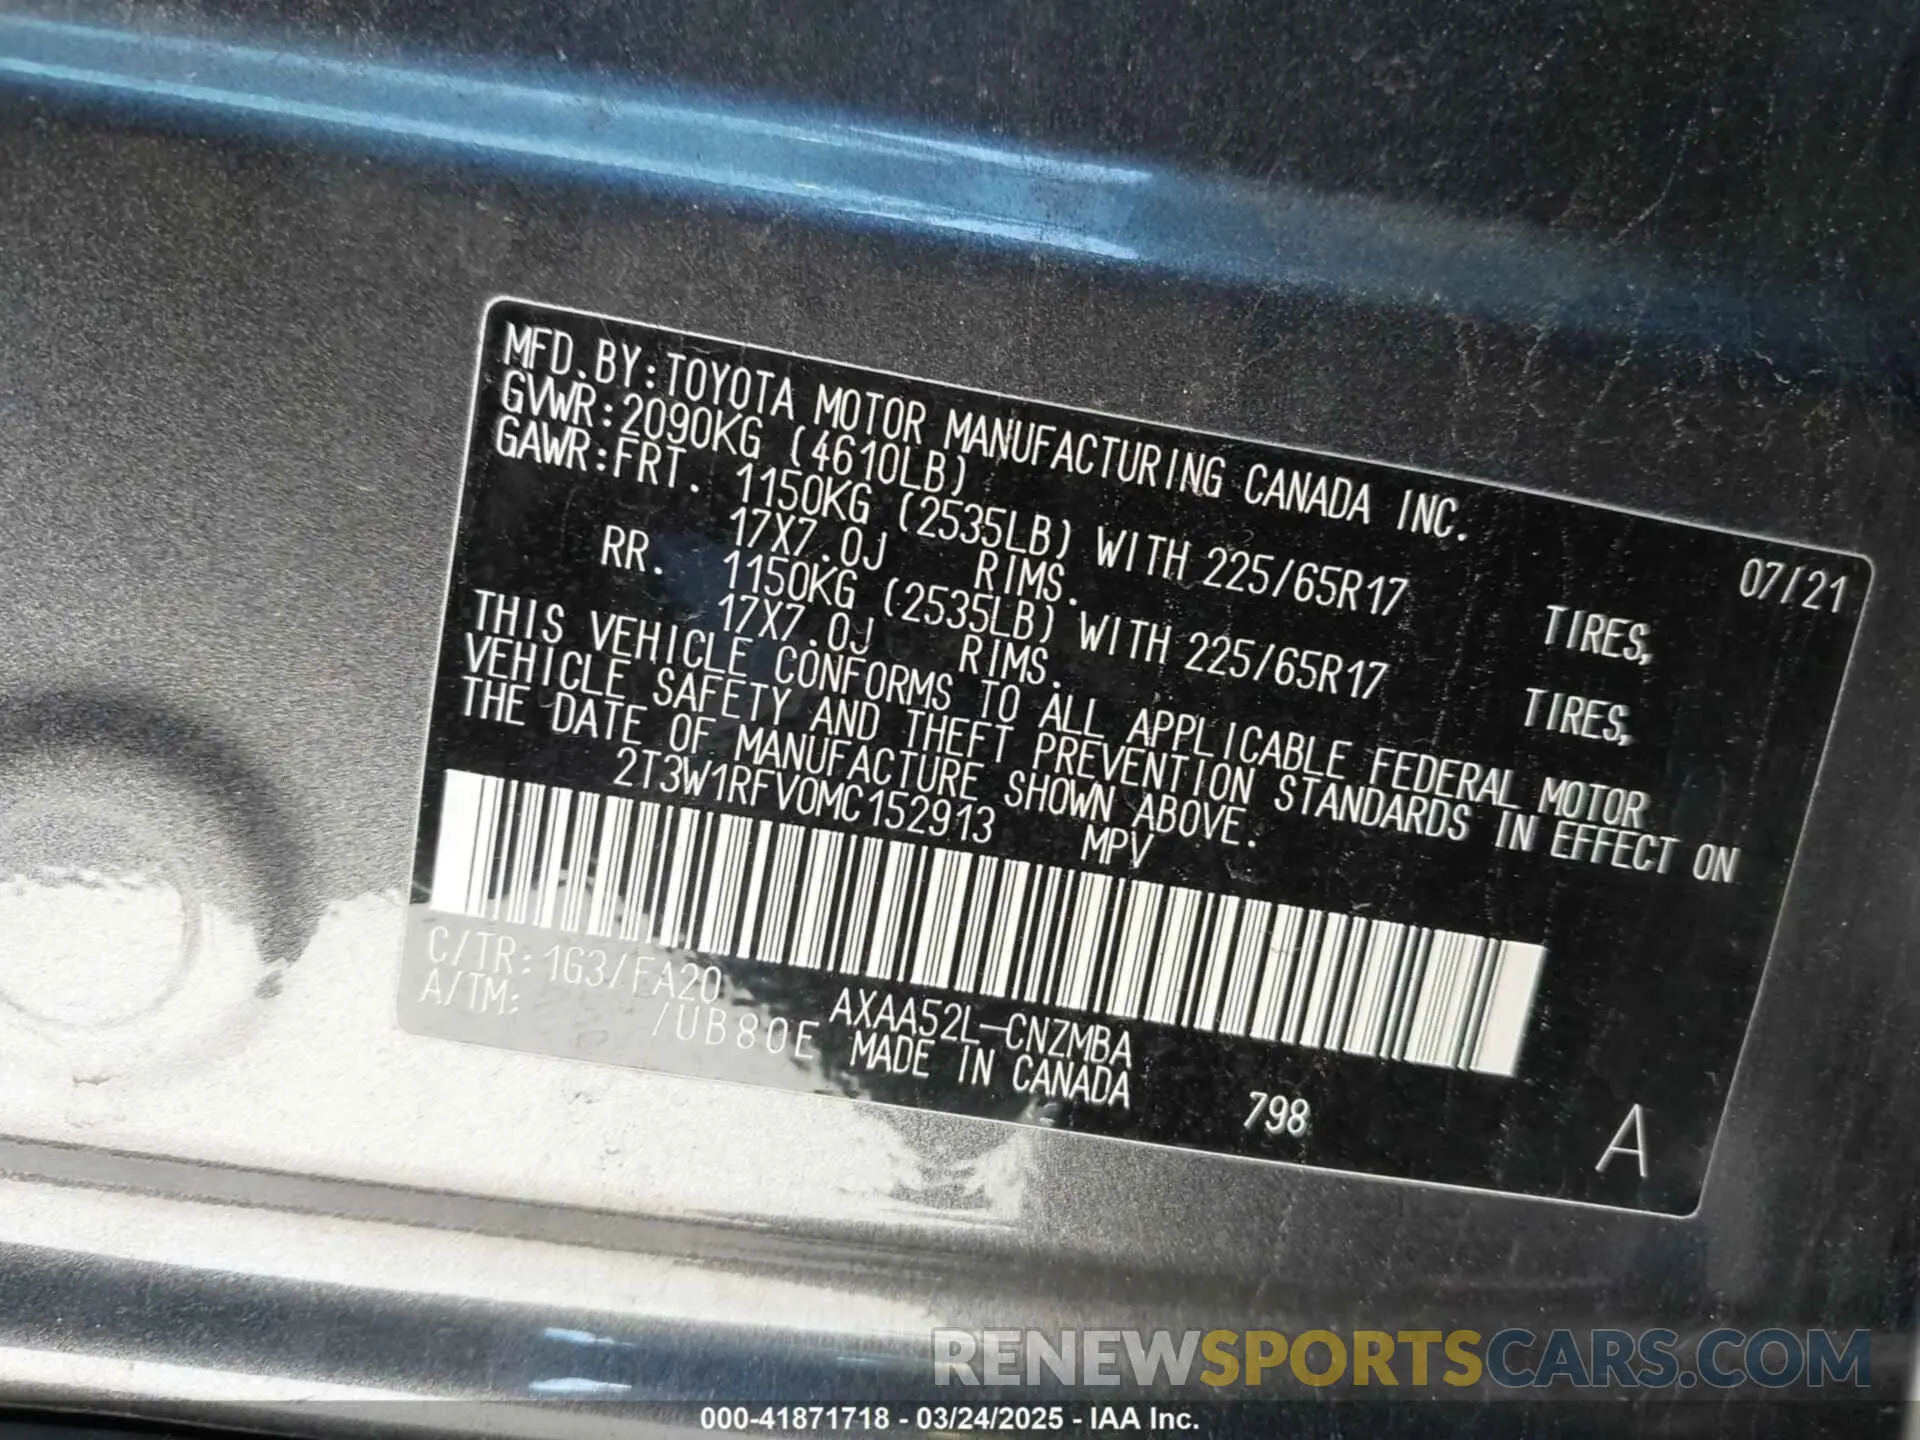 MFD.BY:TOYOTA MOTOR MANUFACTURING CANADA INC.
GVWR:2090KG (4610LB) 07/21
GAWR:FRT. 1150KG (2535LB) WITH 225/65R17 TIRES,
17X7.0J RIMS.
RR. 1150KG (2535LB) WITH 225/65R17 TIRES,
17X7.0J RIMS.
THIS VEHICLE CONFORMS TO ALL APPLICABLE FEDERAL MOTOR
VEHICLE SAFETY AND THEFT PREVENTION STANDARDS IN EFFECT ON
THE DATE OF MANUFACTURE SHOWN ABOVE.
2T3W1RFV0MC152913 MPV
C/TR:1G3/FA20 AXAA52L-CNZMBA
A/TM: /UB80E MADE IN CANADA 798 A
RENEWSPORTSCARS.COM
000-41871718 - 03/24/2025 - IAA Inc.